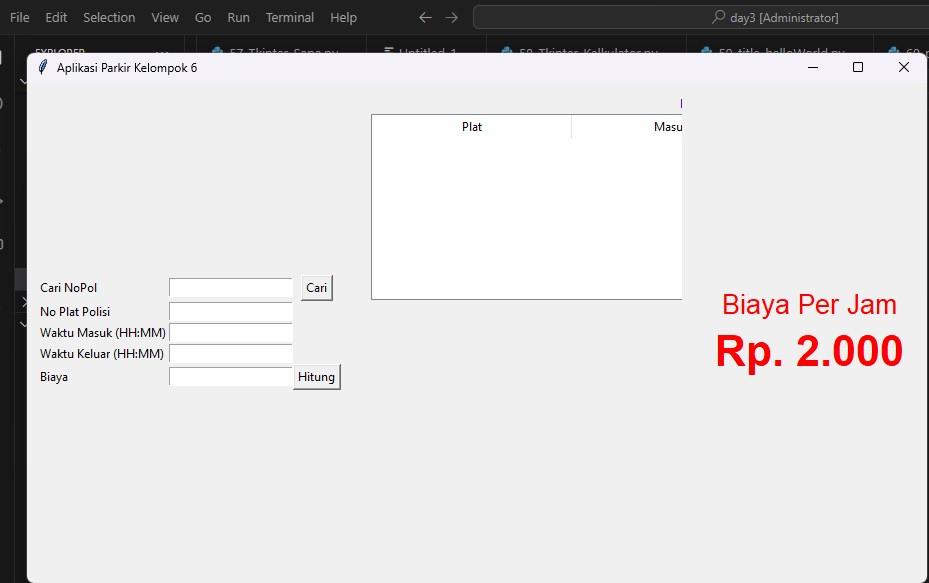 File Edit Selection View Go Run Terminal Help
day3 [Administrator]
Aplikasi Parkir Kelompok 6
Plat Masu
Cari NoPol Cari
No Plat Polisi
Waktu Masuk (HH:MM)
Waktu Keluar (HH:MM)
Biaya Hitung
Biaya Per Jam
Rp. 2.000